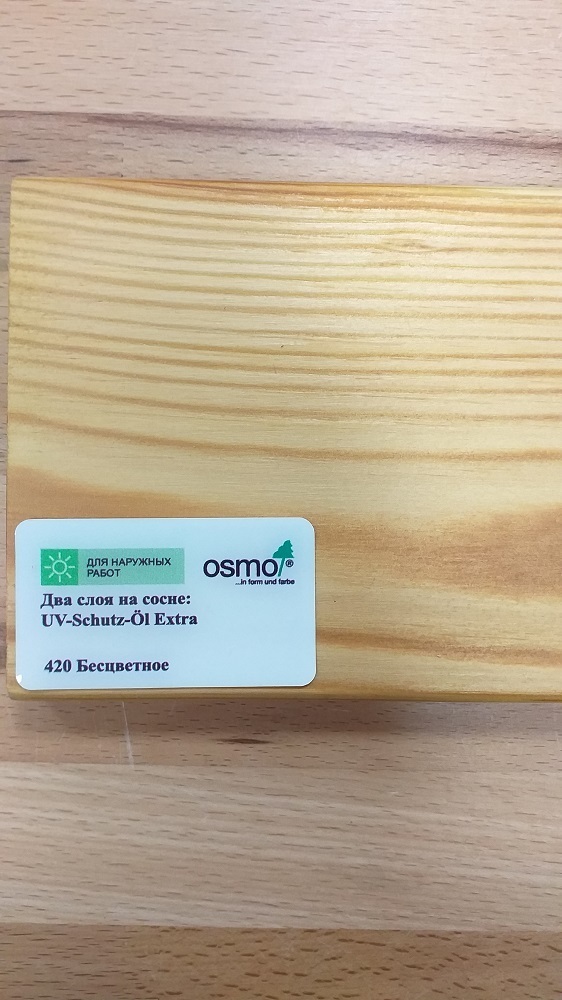 ДЛЯ НАРУЖНЫХ
РАБОТ
osmo®
...in form und farbe
Два слоя на сосне:
UV-Schutz-Öl Extra
420 Бесцветное